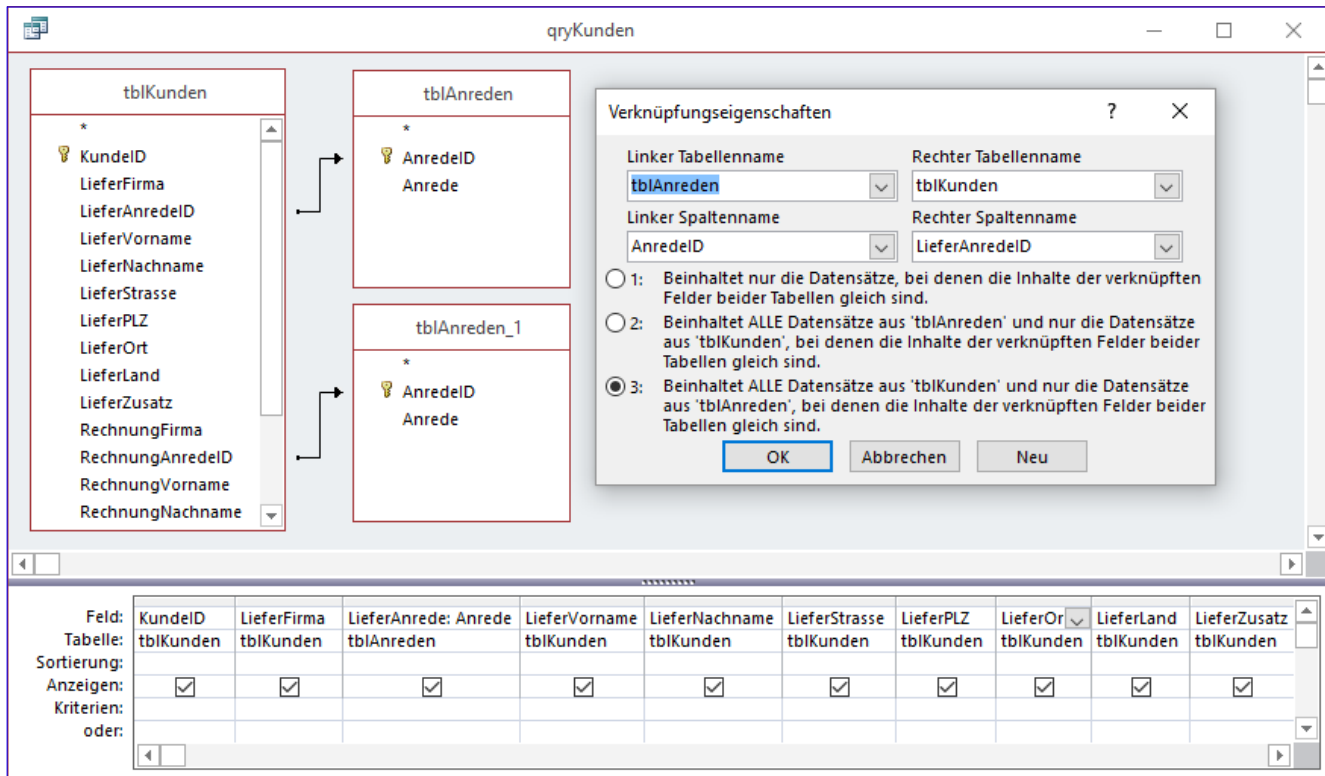 qryKunden
tblKunden
*
KundeID
LieferFirma
LieferAnredeID
LieferVorname
LieferNachname
LieferStrasse
LieferPLZ
LieferOrt
LieferLand
LieferZusatz
RechnungFirma
RechnungAnredeID
RechnungVorname
RechnungNachname
tblAnreden
*
AnredeID
Anrede
tblAnreden_1
*
AnredeID
Anrede
Verknüpfungseigenschaften ?
Linker Tabellenname Rechter Tabellenname
tblAnreden tblKunden
Linker Spaltenname Rechter Spaltenname
AnredeID LieferAnredeID
1: Beinhaltet nur die Datensätze, bei denen die Inhalte der verknüpften
Felder beider Tabellen gleich sind.
2: Beinhaltet ALLE Datensätze aus 'tblAnreden' und nur die Datensätze
aus 'tblKunden', bei denen die Inhalte der verknüpften Felder beider
Tabellen gleich sind.
3: Beinhaltet ALLE Datensätze aus 'tblKunden' und nur die Datensätze
aus 'tblAnreden', bei denen die Inhalte der verknüpften Felder beider
Tabellen gleich sind.
OK Abbrechen Neu
Feld: KundeID LieferFirma LieferAnrede: Anrede LieferVorname LieferNachname LieferStrasse LieferPLZ LieferOr LieferLand LieferZusatz
Tabelle: tblKunden tblKunden tblAnreden tblKunden tblKunden tblKunden tblKunden tblKunden tblKunden tblKunden
Sortierung:
Anzeigen:
Kriterien:
oder: